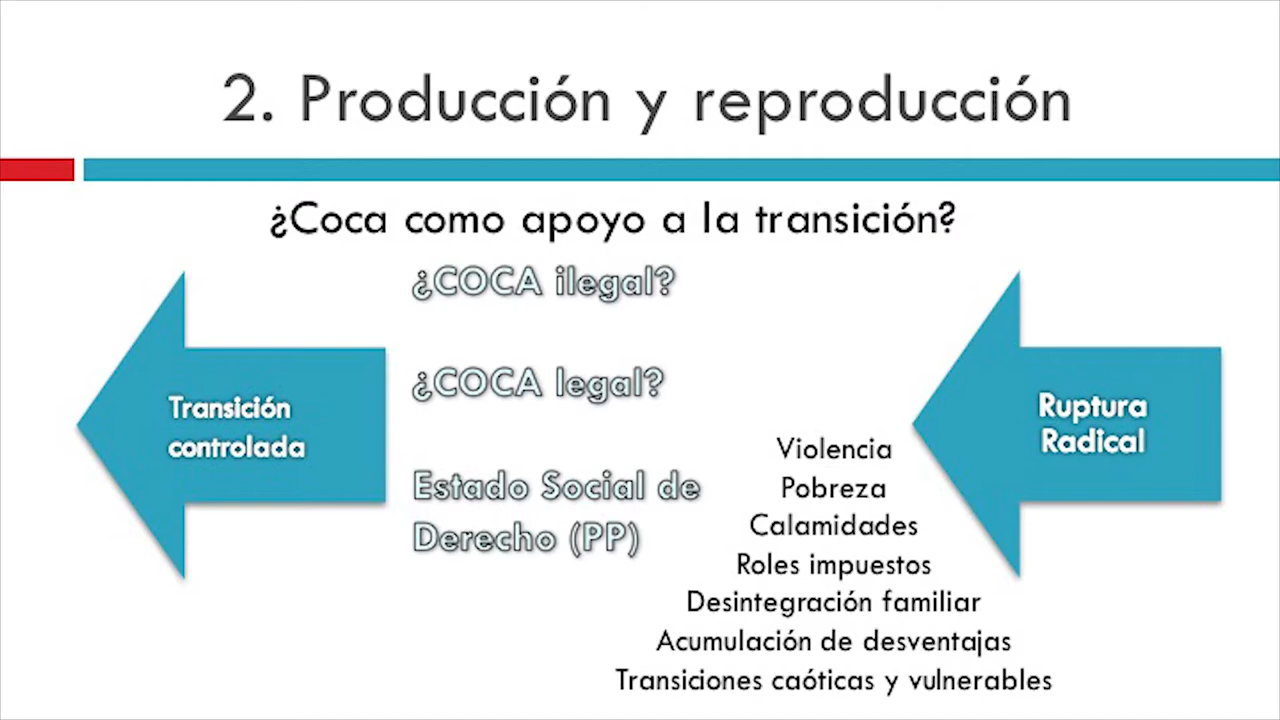 2. Producción y reproducción
¿Coca como apoyo a la transición?
¿COCA ilegal?
¿COCA legal?
Estado Social de
Derecho (PP)
Transición
controlada
Ruptura
Radical
Violencia
Pobreza
Calamidades
Roles impuestos
Desintegración familiar
Acumulación de desventajas
Transiciones caóticas y vulnerables